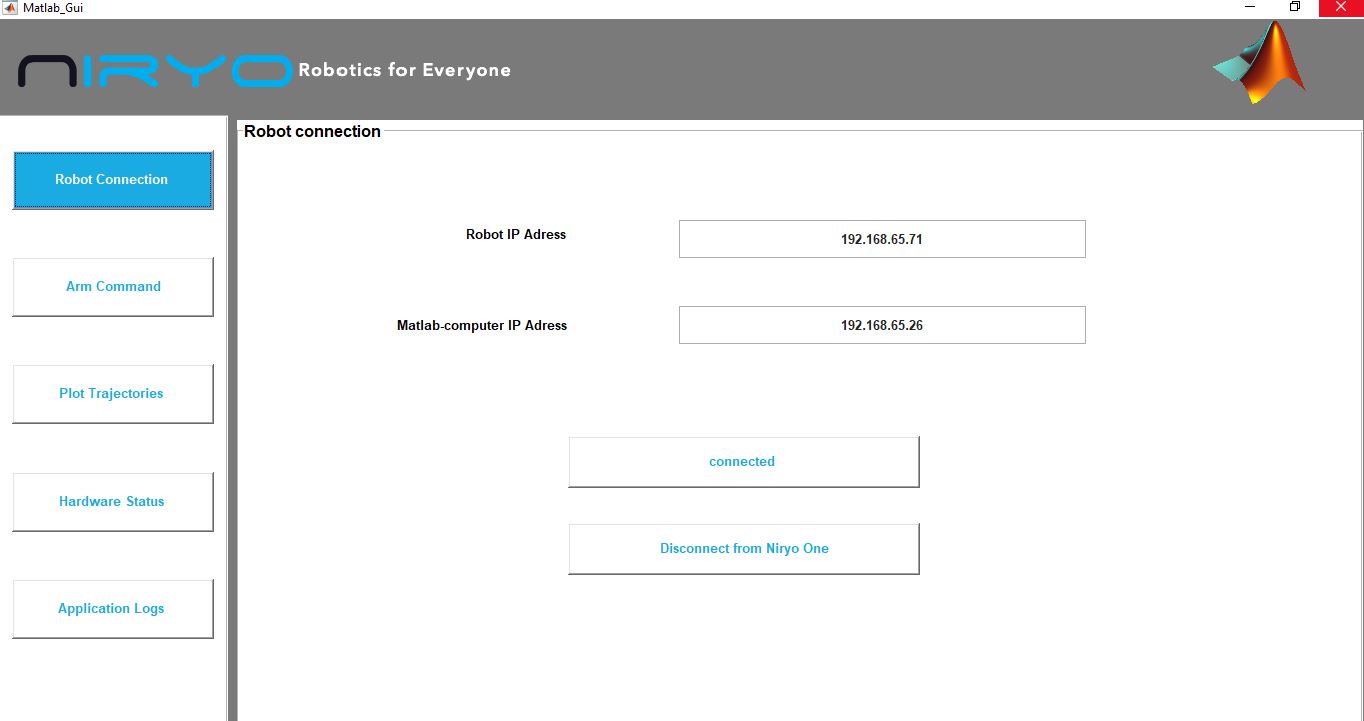 Matlab_Gui
NIRYO Robotics for Everyone
Robot connection
Robot Connection
Arm Command
Plot Trajectories
Hardware Status
Application Logs
Robot IP Adress
192.168.65.71
Matlab-computer IP Adress
192.168.65.26
connected
Disconnect from Niryo One